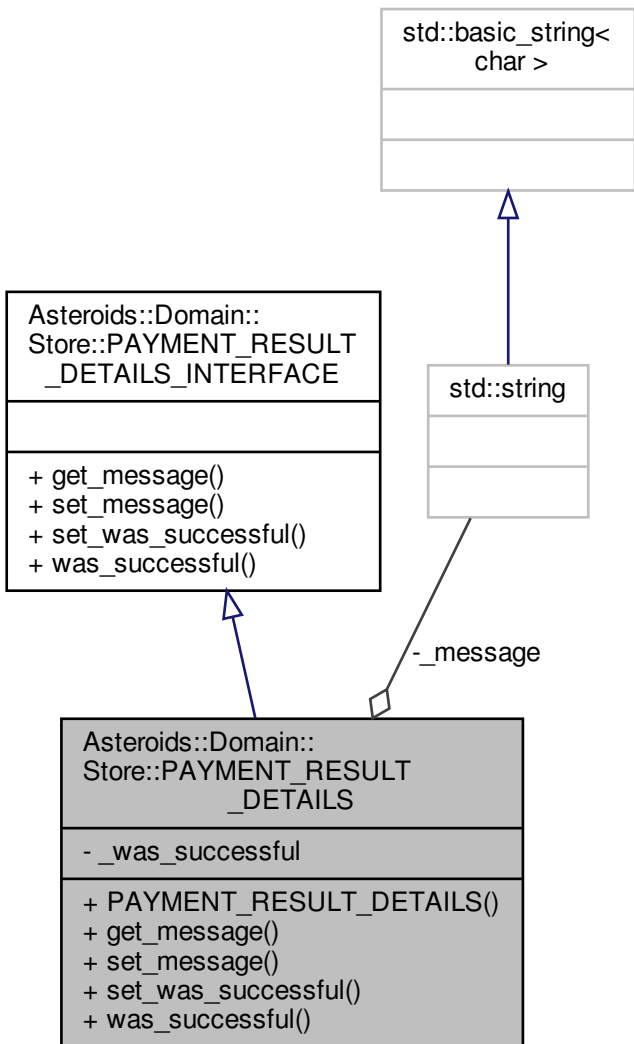 std::basic_string<
char >
Asteroids::Domain::
Store::PAYMENT_RESULT
_DETAILS_INTERFACE
+ get_message()
+ set_message()
+ set_was_successful()
+ was_successful()
std::string
-_message
Asteroids::Domain::
Store::PAYMENT_RESULT
_DETAILS
- _was_successful
+ PAYMENT_RESULT_DETAILS()
+ get_message()
+ set_message()
+ set_was_successful()
+ was_successful()